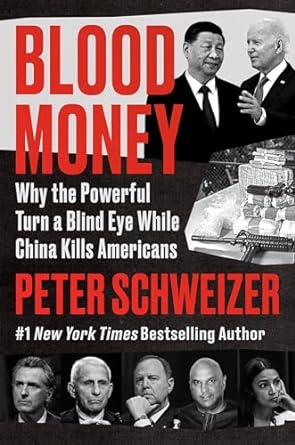 BLOOD
MONEY
Why the Powerful
Turn a Blind Eye While
China Kills Americans
PETER SCHWEIZER
#1 New York Times Bestselling Author